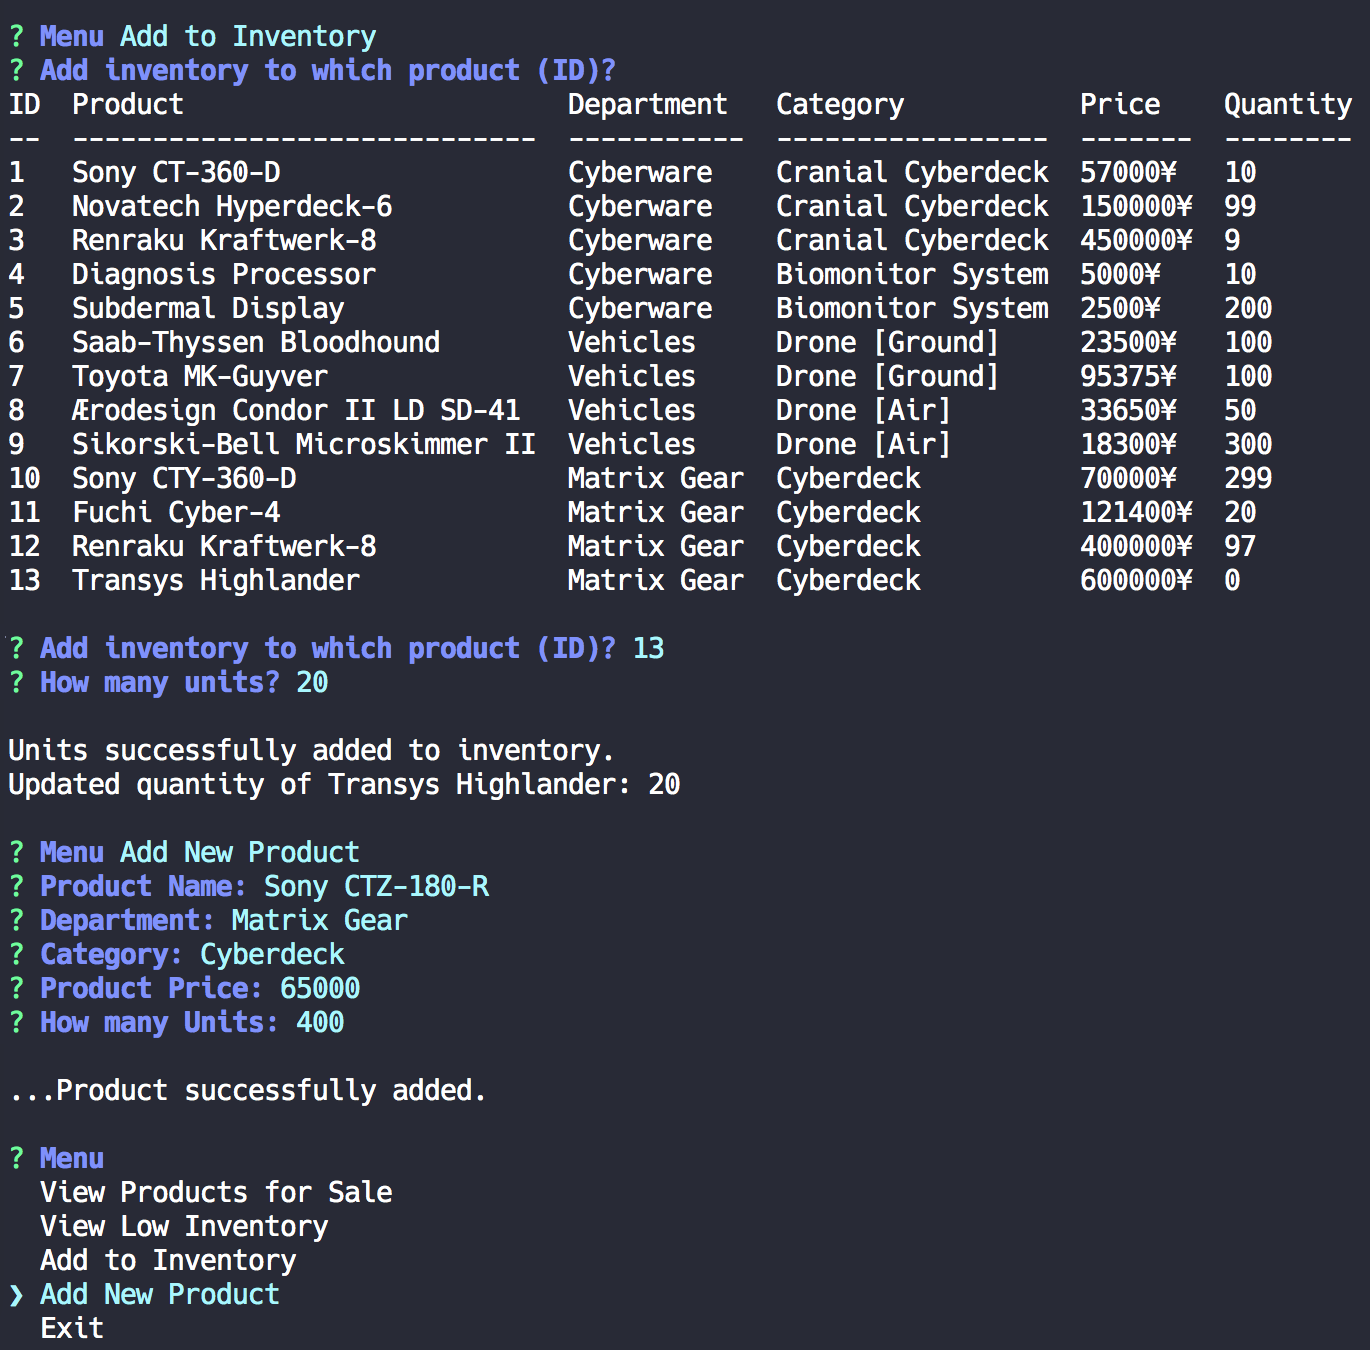 ? Menu Add to Inventory
? Add inventory to which product (ID)?
ID  Product                        Department   Category           Price    Quantity
--  -----------------------------  -----------  -----------------  -------  --------
1   Sony CT-360-D                  Cyberware    Cranial Cyberdeck  57000¥   10
2   Novatech Hyperdeck-6           Cyberware    Cranial Cyberdeck  150000¥  99
3   Renraku Kraftwerk-8            Cyberware    Cranial Cyberdeck  450000¥  9
4   Diagnosis Processor            Cyberware    Biomonitor System  5000¥    10
5   Subdermal Display              Cyberware    Biomonitor System  2500¥    200
6   Saab-Thyssen Bloodhound        Vehicles     Drone [Ground]     23500¥   100
7   Toyota MK-Guyver               Vehicles     Drone [Ground]     95375¥   100
8   Ærodesign Condor II LD SD-41   Vehicles     Drone [Air]        33650¥   50
9   Sikorski-Bell Microskimmer II  Vehicles     Drone [Air]        18300¥   300
10  Sony CTY-360-D                 Matrix Gear  Cyberdeck          70000¥   299
11  Fuchi Cyber-4                  Matrix Gear  Cyberdeck          121400¥  20
12  Renraku Kraftwerk-8            Matrix Gear  Cyberdeck          400000¥  97
13  Transys Highlander             Matrix Gear  Cyberdeck          600000¥  0
? Add inventory to which product (ID)? 13
? How many units? 20
Units successfully added to inventory.
Updated quantity of Transys Highlander: 20
? Menu Add New Product
? Product Name: Sony CTZ-180-R
? Department: Matrix Gear
? Category: Cyberdeck
? Product Price: 65000
? How many Units: 400
...Product successfully added.
? Menu
  View Products for Sale
  View Low Inventory
  Add to Inventory
❯ Add New Product
  Exit